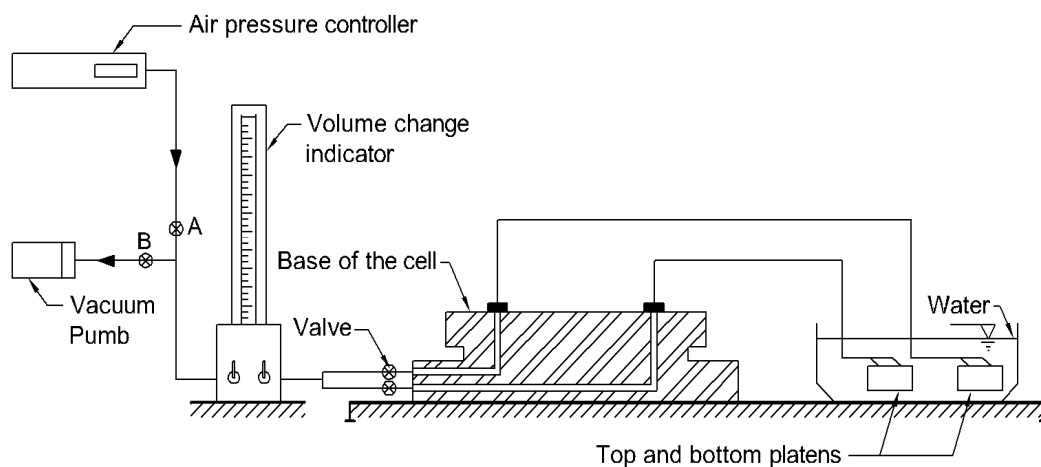 Air pressure controller
Volume change
indicator
A
B
Base of the cell
Water
Vacuum
Pumb
Valve
Top and bottom platens